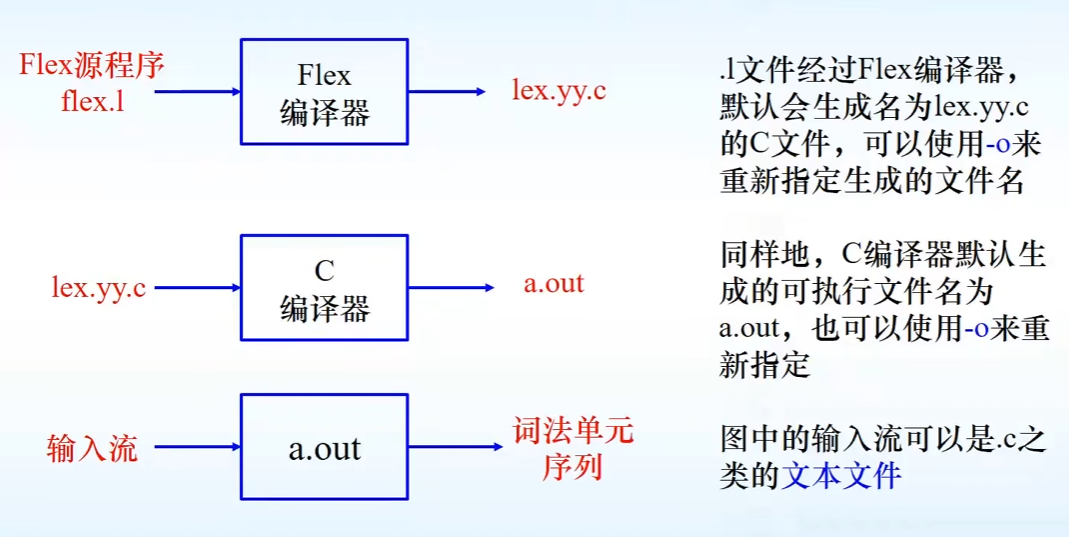 Flex源程序
flex.l
Flex
编译器
lex.yy.c
.l文件经过Flex编译器，
默认会生成名为lex.yy.c
的C文件，可以使用-o来
重新指定生成的文件名
lex.yy.c
C
编译器
a.out
同样地，C编译器默认生
成的可执行文件名为
a.out，也可以使用-o来重
新指定
输入流
a.out
词法单元
序列
图中的输入流可以是.c之
类的文本文件